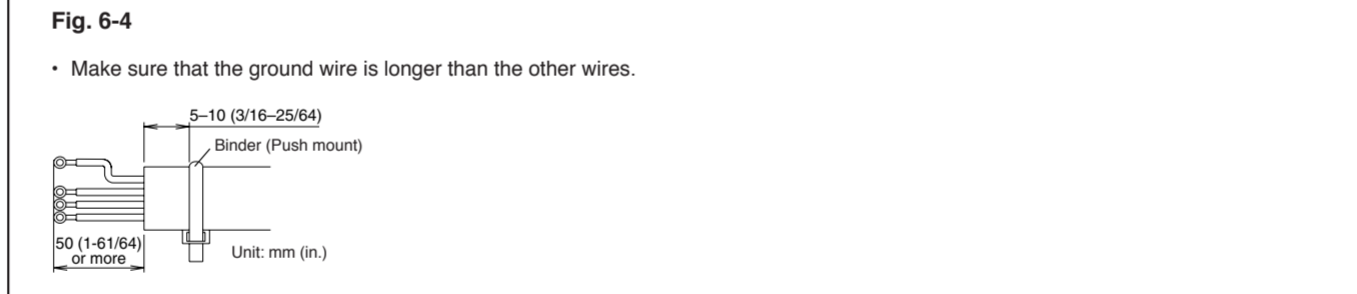 Fig. 6-4
• Make sure that the ground wire is longer than the other wires.
5–10 (3/16–25/64)
Binder (Push mount)
50 (1-61/64)
or more
Unit: mm (in.)